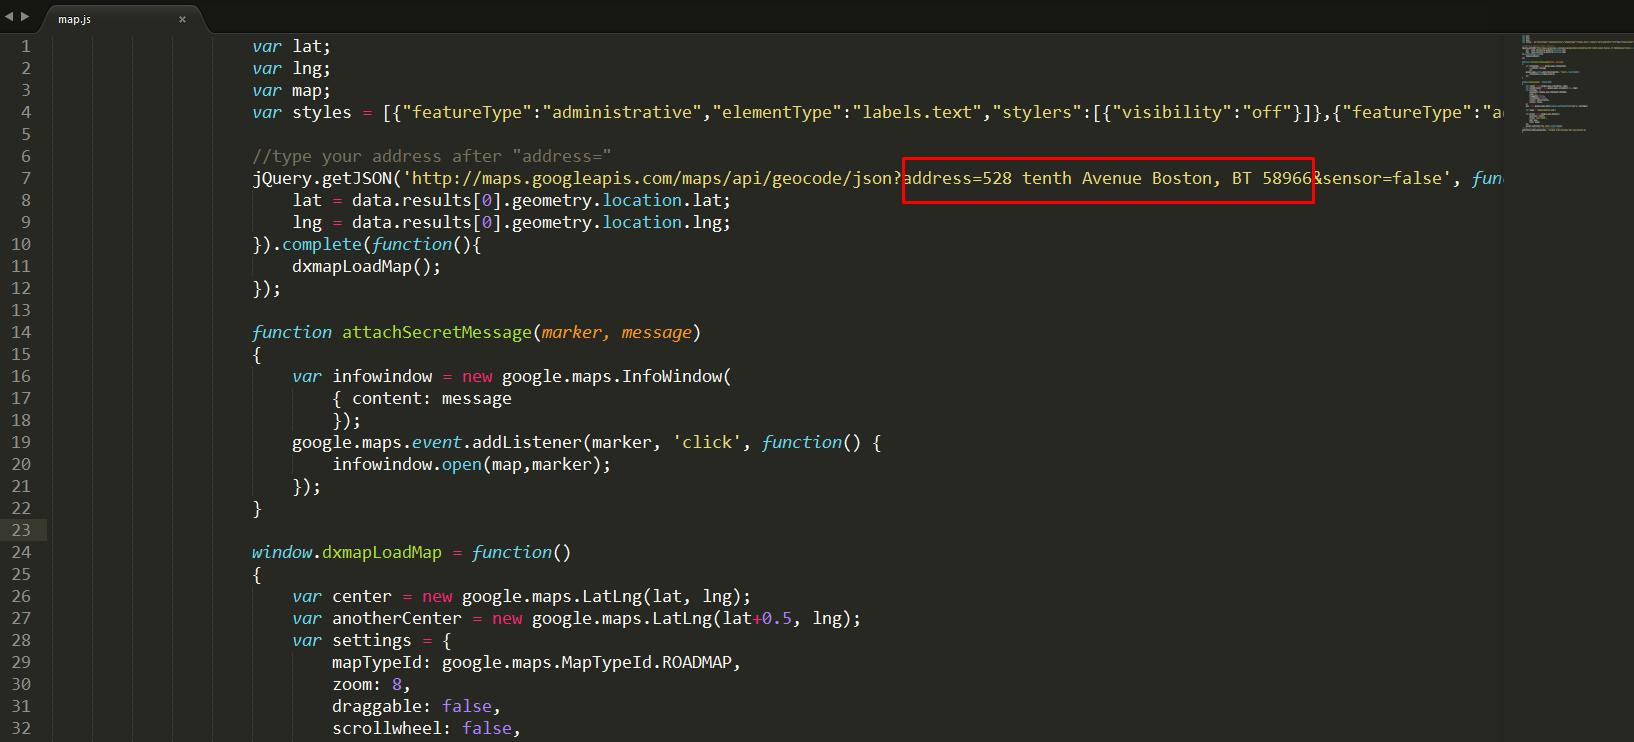 map.js ×
1 var lat;
2 var lng;
3 var map;
4 var styles = [{"featureType":"administrative","elementType":"labels.text","stylers":[{"visibility":"off"}]},{"featureType":"ad
5
6 //type your address after "address="
7 jQuery.getJSON('http://maps.googleapis.com/maps/api/geocode/json?address=528 tenth Avenue Boston, BT 58966&sensor=false', func
8 lat = data.results[0].geometry.location.lat;
9 lng = data.results[0].geometry.location.lng;
10 }).complete(function(){
11 dxmapLoadMap();
12 });
13
14 function attachSecretMessage(marker, message)
15 {
16 var infowindow = new google.maps.InfoWindow(
17 { content: message
18 });
19 google.maps.event.addListener(marker, 'click', function() {
20 infowindow.open(map,marker);
21 });
22 }
23
24 window.dxmapLoadMap = function()
25 {
26 var center = new google.maps.LatLng(lat, lng);
27 var anotherCenter = new google.maps.LatLng(lat+0.5, lng);
28 var settings = {
29 mapTypeId: google.maps.MapTypeId.ROADMAP,
30 zoom: 8,
31 draggable: false,
32 scrollwheel: false,